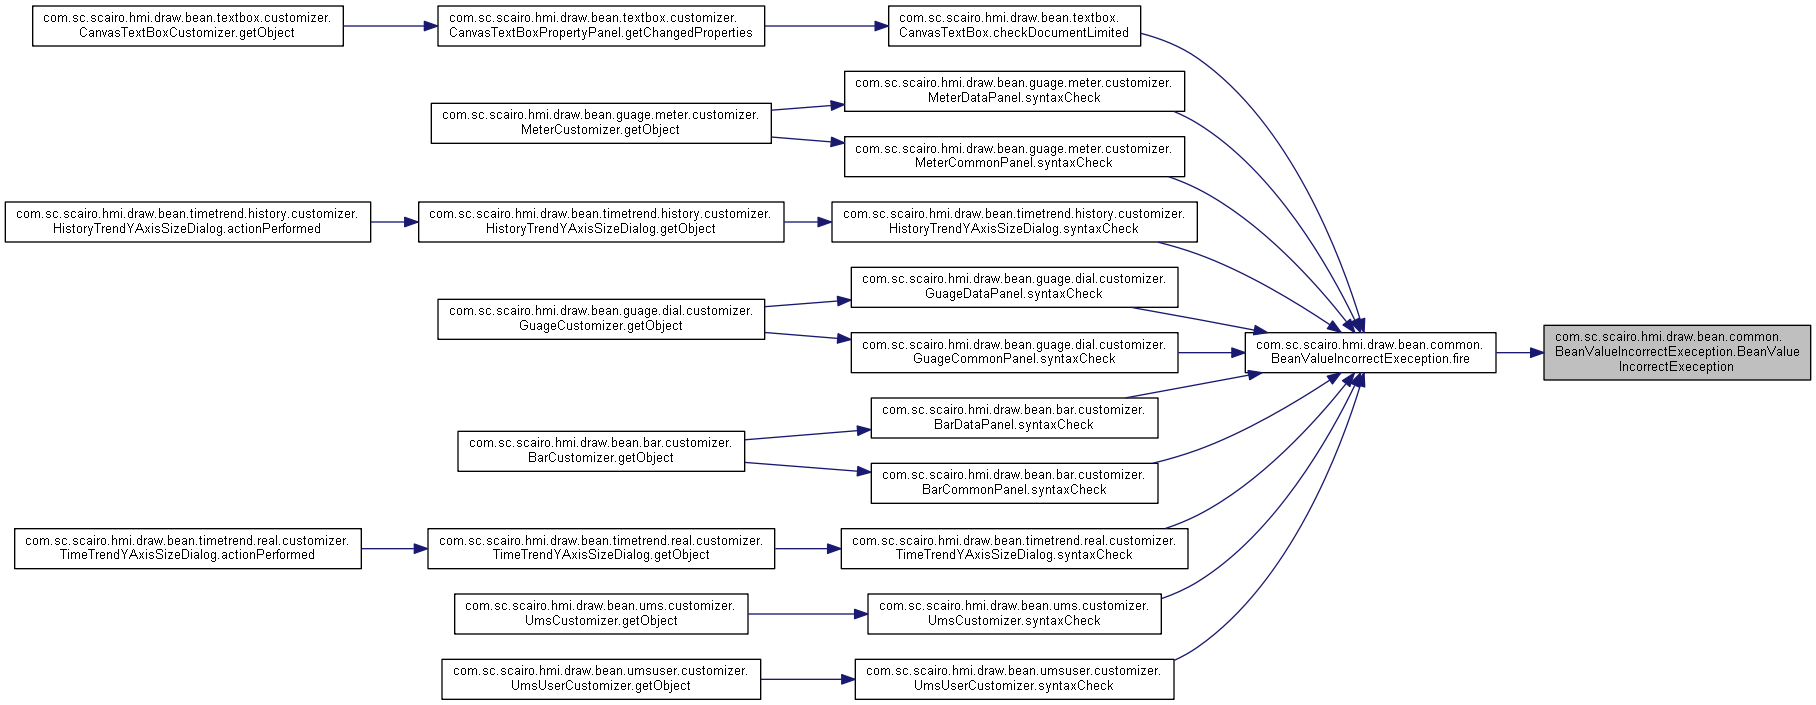 com.sc.scairo.hmi.draw.bean.textbox.customizer.
CanvasTextBoxCustomizer.getObject
com.sc.scairo.hmi.draw.bean.textbox.customizer.
CanvasTextBoxPropertyPanel.getChangedProperties
com.sc.scairo.hmi.draw.bean.textbox.
CanvasTextBox.checkDocumentLimited
com.sc.scairo.hmi.draw.bean.guage.meter.customizer.
MeterDataPanel.syntaxCheck
com.sc.scairo.hmi.draw.bean.guage.meter.customizer.
MeterCustomizer.getObject
com.sc.scairo.hmi.draw.bean.guage.meter.customizer.
MeterCommonPanel.syntaxCheck
com.sc.scairo.hmi.draw.bean.timetrend.history.customizer.
HistoryTrendYAxisSizeDialog.actionPerformed
com.sc.scairo.hmi.draw.bean.timetrend.history.customizer.
HistoryTrendYAxisSizeDialog.getObject
com.sc.scairo.hmi.draw.bean.timetrend.history.customizer.
HistoryTrendYAxisSizeDialog.syntaxCheck
com.sc.scairo.hmi.draw.bean.guage.dial.customizer.
GuageDataPanel.syntaxCheck
com.sc.scairo.hmi.draw.bean.guage.dial.customizer.
GuageCustomizer.getObject
com.sc.scairo.hmi.draw.bean.guage.dial.customizer.
GuageCommonPanel.syntaxCheck
com.sc.scairo.hmi.draw.bean.common.
BeanValueIncorrectExeception.fire
com.sc.scairo.hmi.draw.bean.common.
BeanValueIncorrectExeception.BeanValue
IncorrectExeception
com.sc.scairo.hmi.draw.bean.bar.customizer.
BarDataPanel.syntaxCheck
com.sc.scairo.hmi.draw.bean.bar.customizer.
BarCustomizer.getObject
com.sc.scairo.hmi.draw.bean.bar.customizer.
BarCommonPanel.syntaxCheck
com.sc.scairo.hmi.draw.bean.timetrend.real.customizer.
TimeTrendYAxisSizeDialog.actionPerformed
com.sc.scairo.hmi.draw.bean.timetrend.real.customizer.
TimeTrendYAxisSizeDialog.getObject
com.sc.scairo.hmi.draw.bean.timetrend.real.customizer.
TimeTrendYAxisSizeDialog.syntaxCheck
com.sc.scairo.hmi.draw.bean.ums.customizer.
UmsCustomizer.getObject
com.sc.scairo.hmi.draw.bean.ums.customizer.
UmsCustomizer.syntaxCheck
com.sc.scairo.hmi.draw.bean.umsuser.customizer.
UmsUserCustomizer.getObject
com.sc.scairo.hmi.draw.bean.umsuser.customizer.
UmsUserCustomizer.syntaxCheck